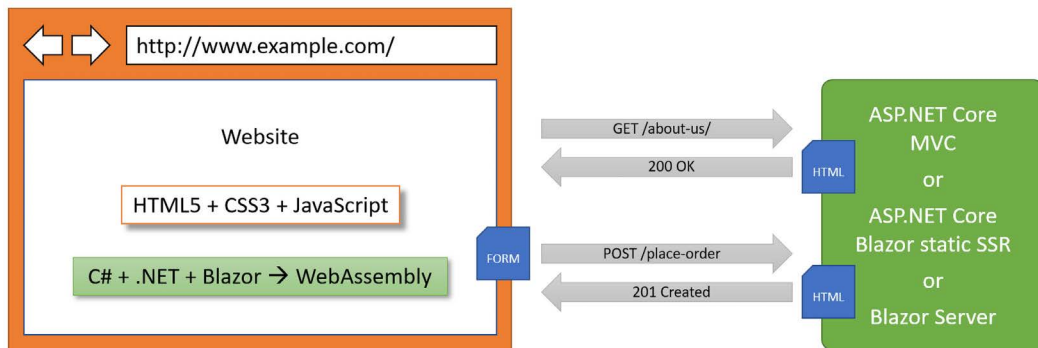 http://www.example.com/
Website
HTML5 + CSS3 + JavaScript
C# + .NET + Blazor → WebAssembly
FORM
GET /about-us/
200 OK
HTML
POST /place-order
201 Created
HTML
ASP.NET Core
MVC
or
ASP.NET Core
Blazor static SSR
or
Blazor Server